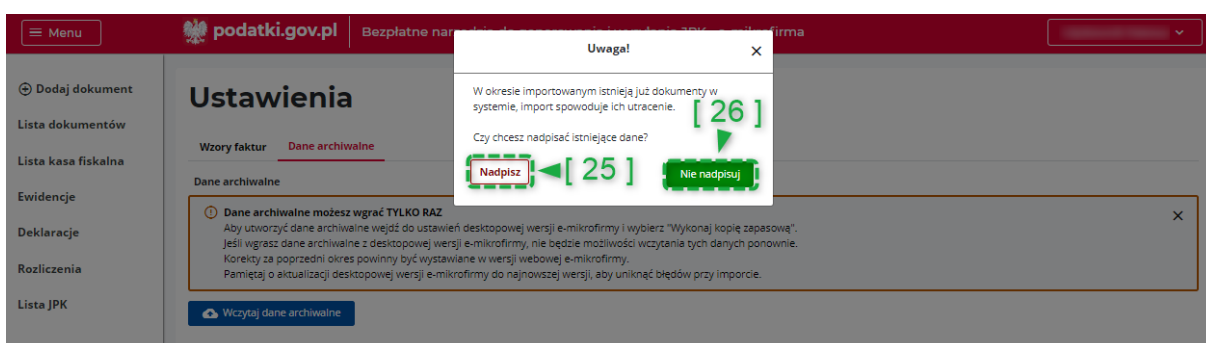 Menu
podatki.gov.pl
Bezpłatne
firma
Uwaga!
W okresie importowanym istnieją już dokumenty w
systemie, import spowoduje ich utracenie.
[ 26 ]
Czy chcesz nadpisać istniejące dane?
Nadpisz
[ 25 ]
Nie nadpisuj
Dodaj dokument
Lista dokumentów
Lista kasa fiskalna
Ewidencje
Deklaracje
Rozliczenia
Lista JPK
Ustawienia
Wzory faktur Dane archiwalne
Dane archiwalne
Dane archiwalne możesz wgrać TYLKO RAZ
Aby utworzyć dane archiwalne wejdź do ustawień desktopowej wersji e-mikrofirmy i wybierz "Wykonaj kopię zapasową".
Jeśli wgrasz dane archiwalne z desktopowej wersji e-mikrofirmy, nie będzie możliwości wczytania tych danych ponownie.
Korekty za poprzedni okres powinny być wystawiane w wersji webowej e-mikrofirmy.
Pamiętaj o aktualizacji desktopowej wersji e-mikrofirmy do najnowszej wersji, aby uniknąć błędów przy imporcie.
Wczytaj dane archiwalne